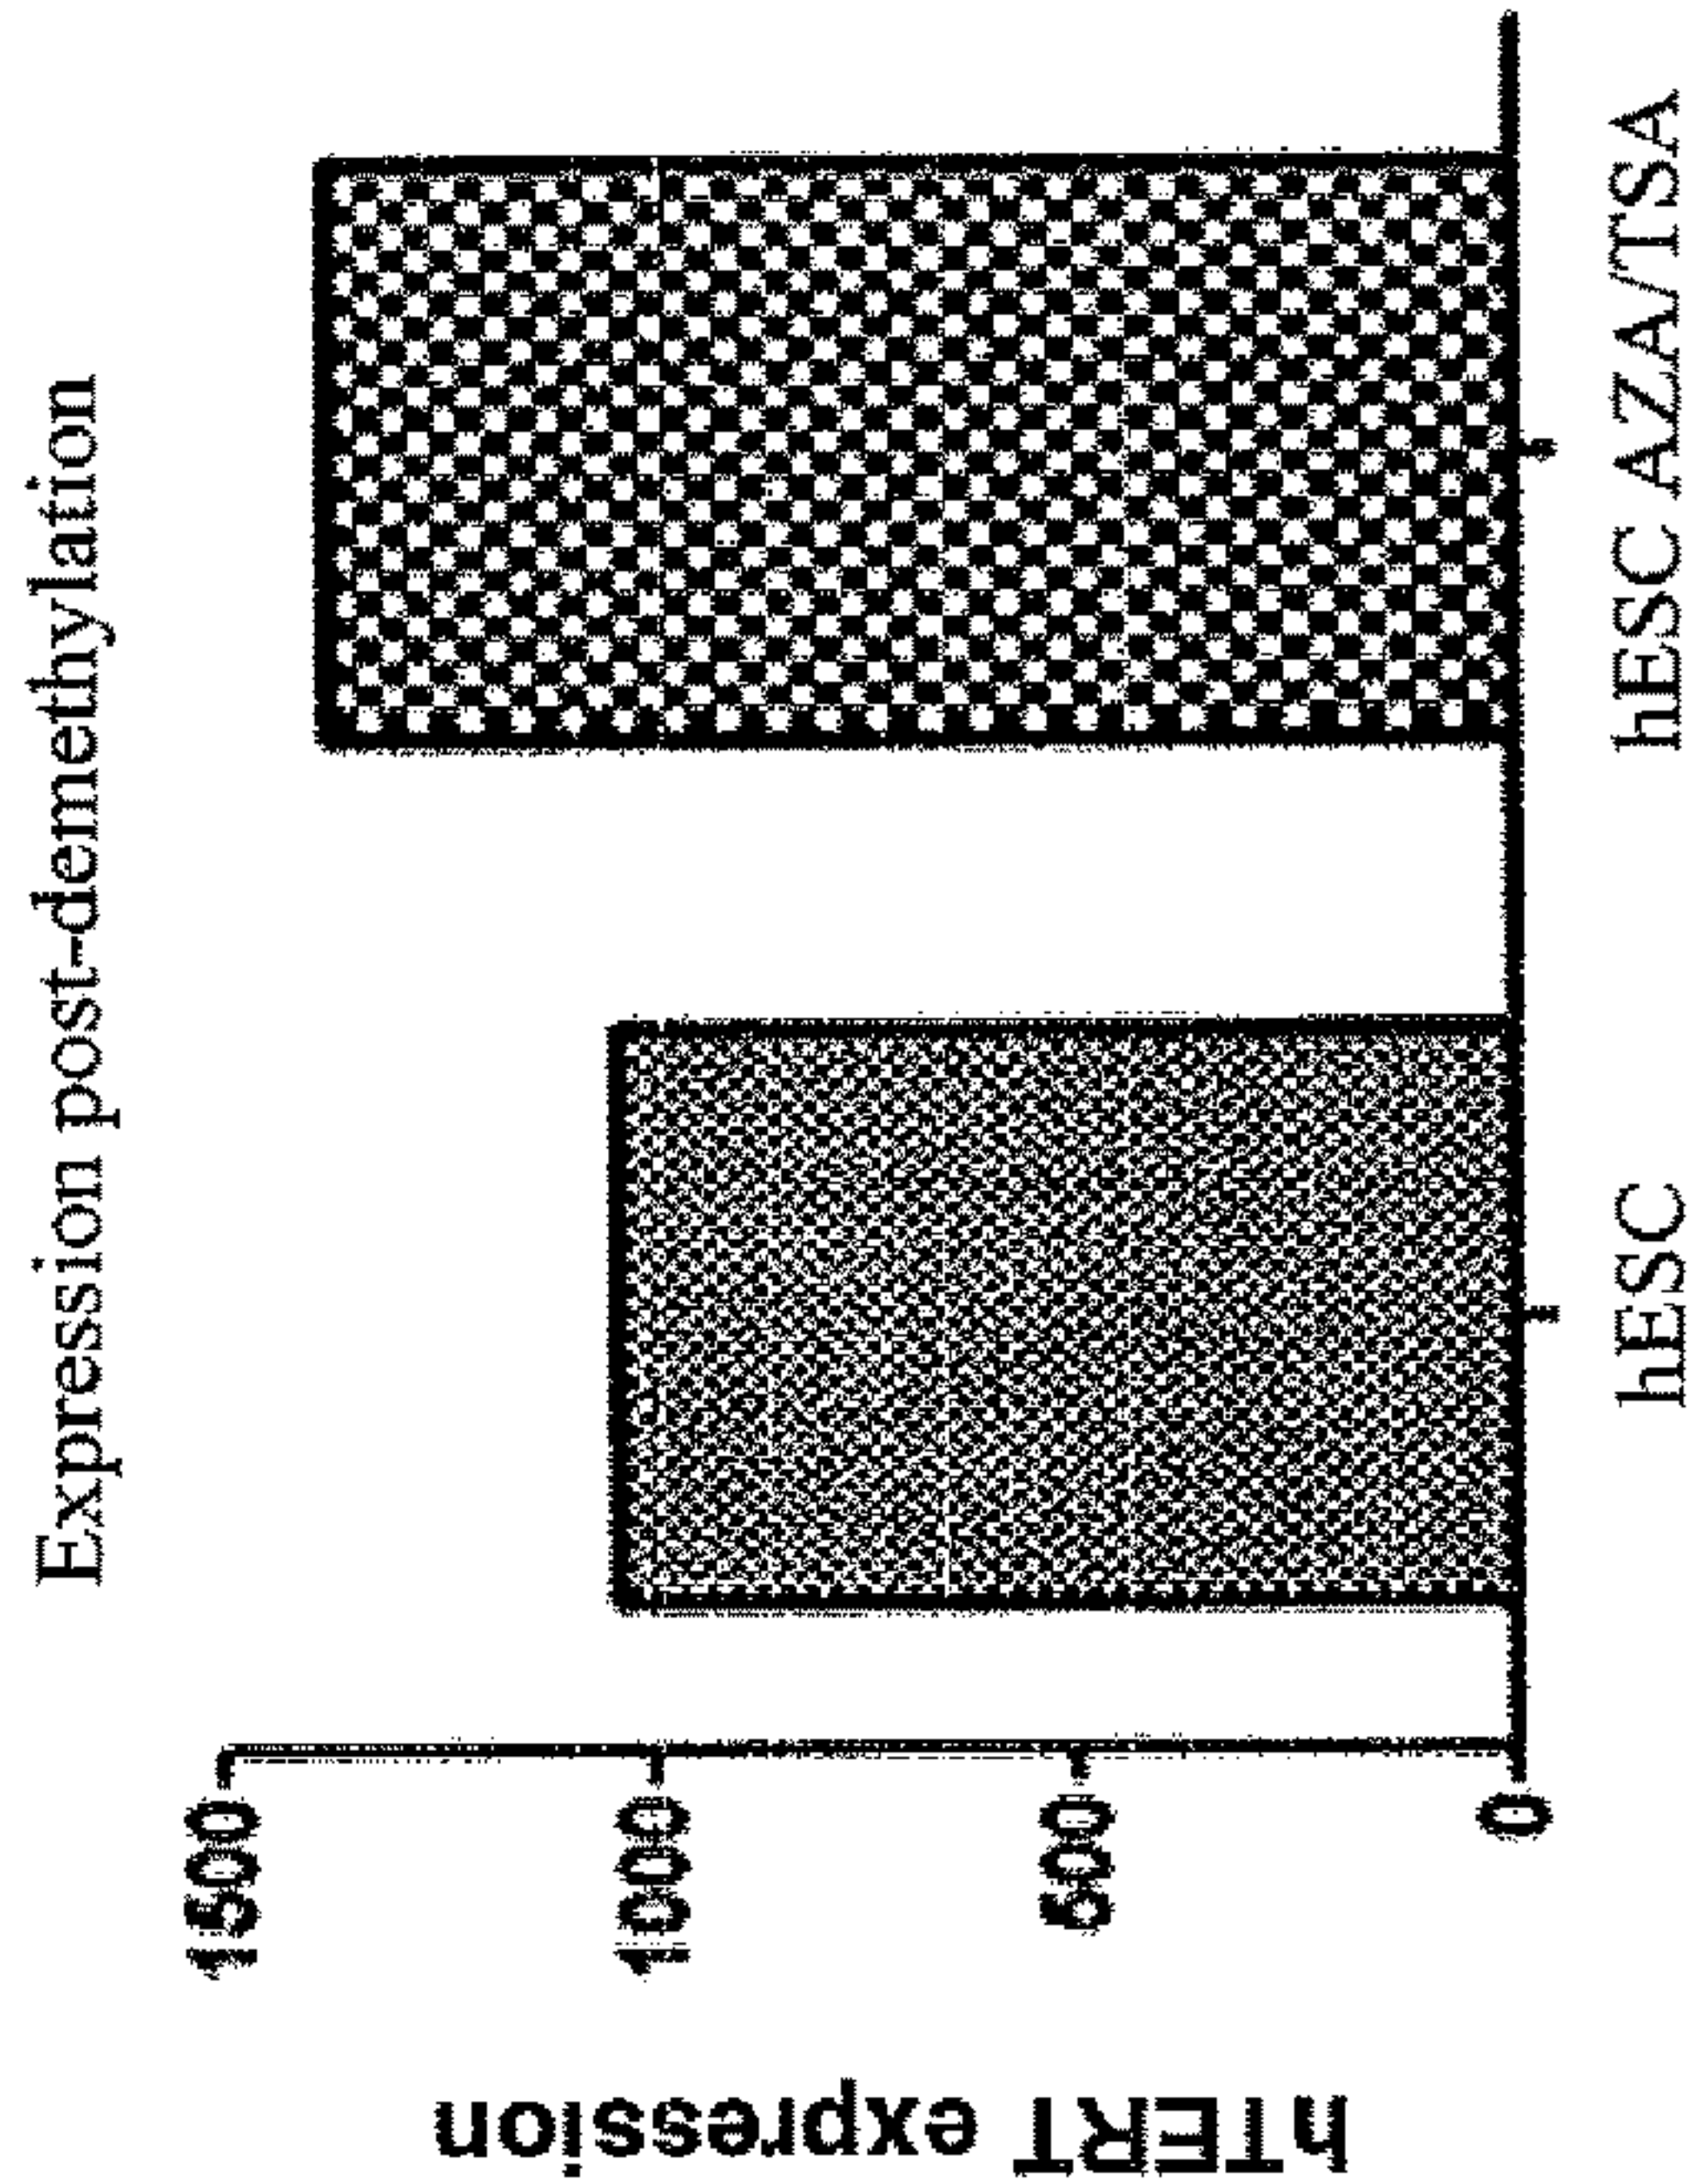 Expression post-demethylation
hTERT expression
1500
1000
500
0
hESC
hESC AZA/TSA